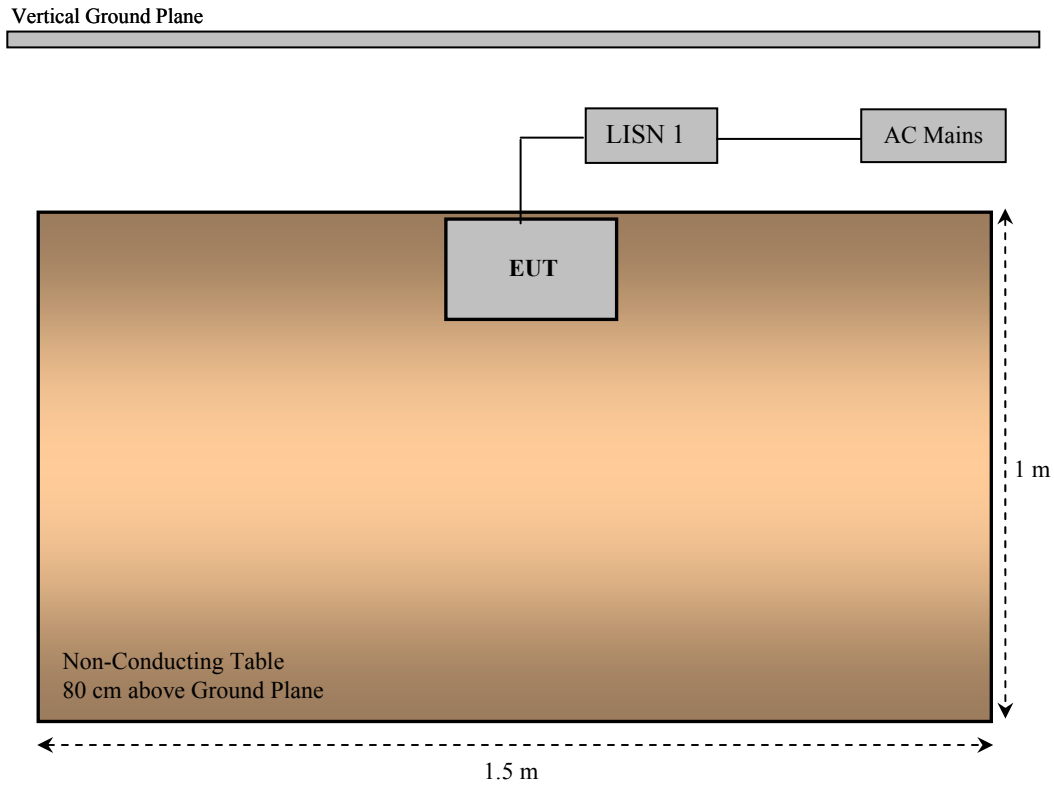 Vertical Ground Plane
LISN 1
AC Mains
EUT
1 m
Non-Conducting Table
80 cm above Ground Plane
1.5 m